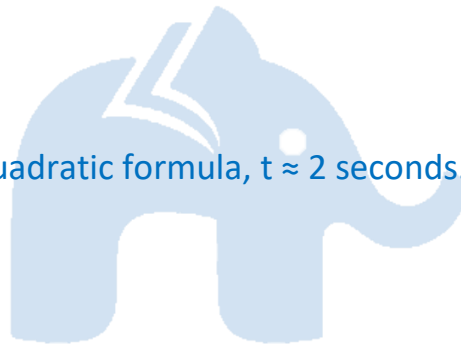 uadratic formula, t ≈ 2 seconds.